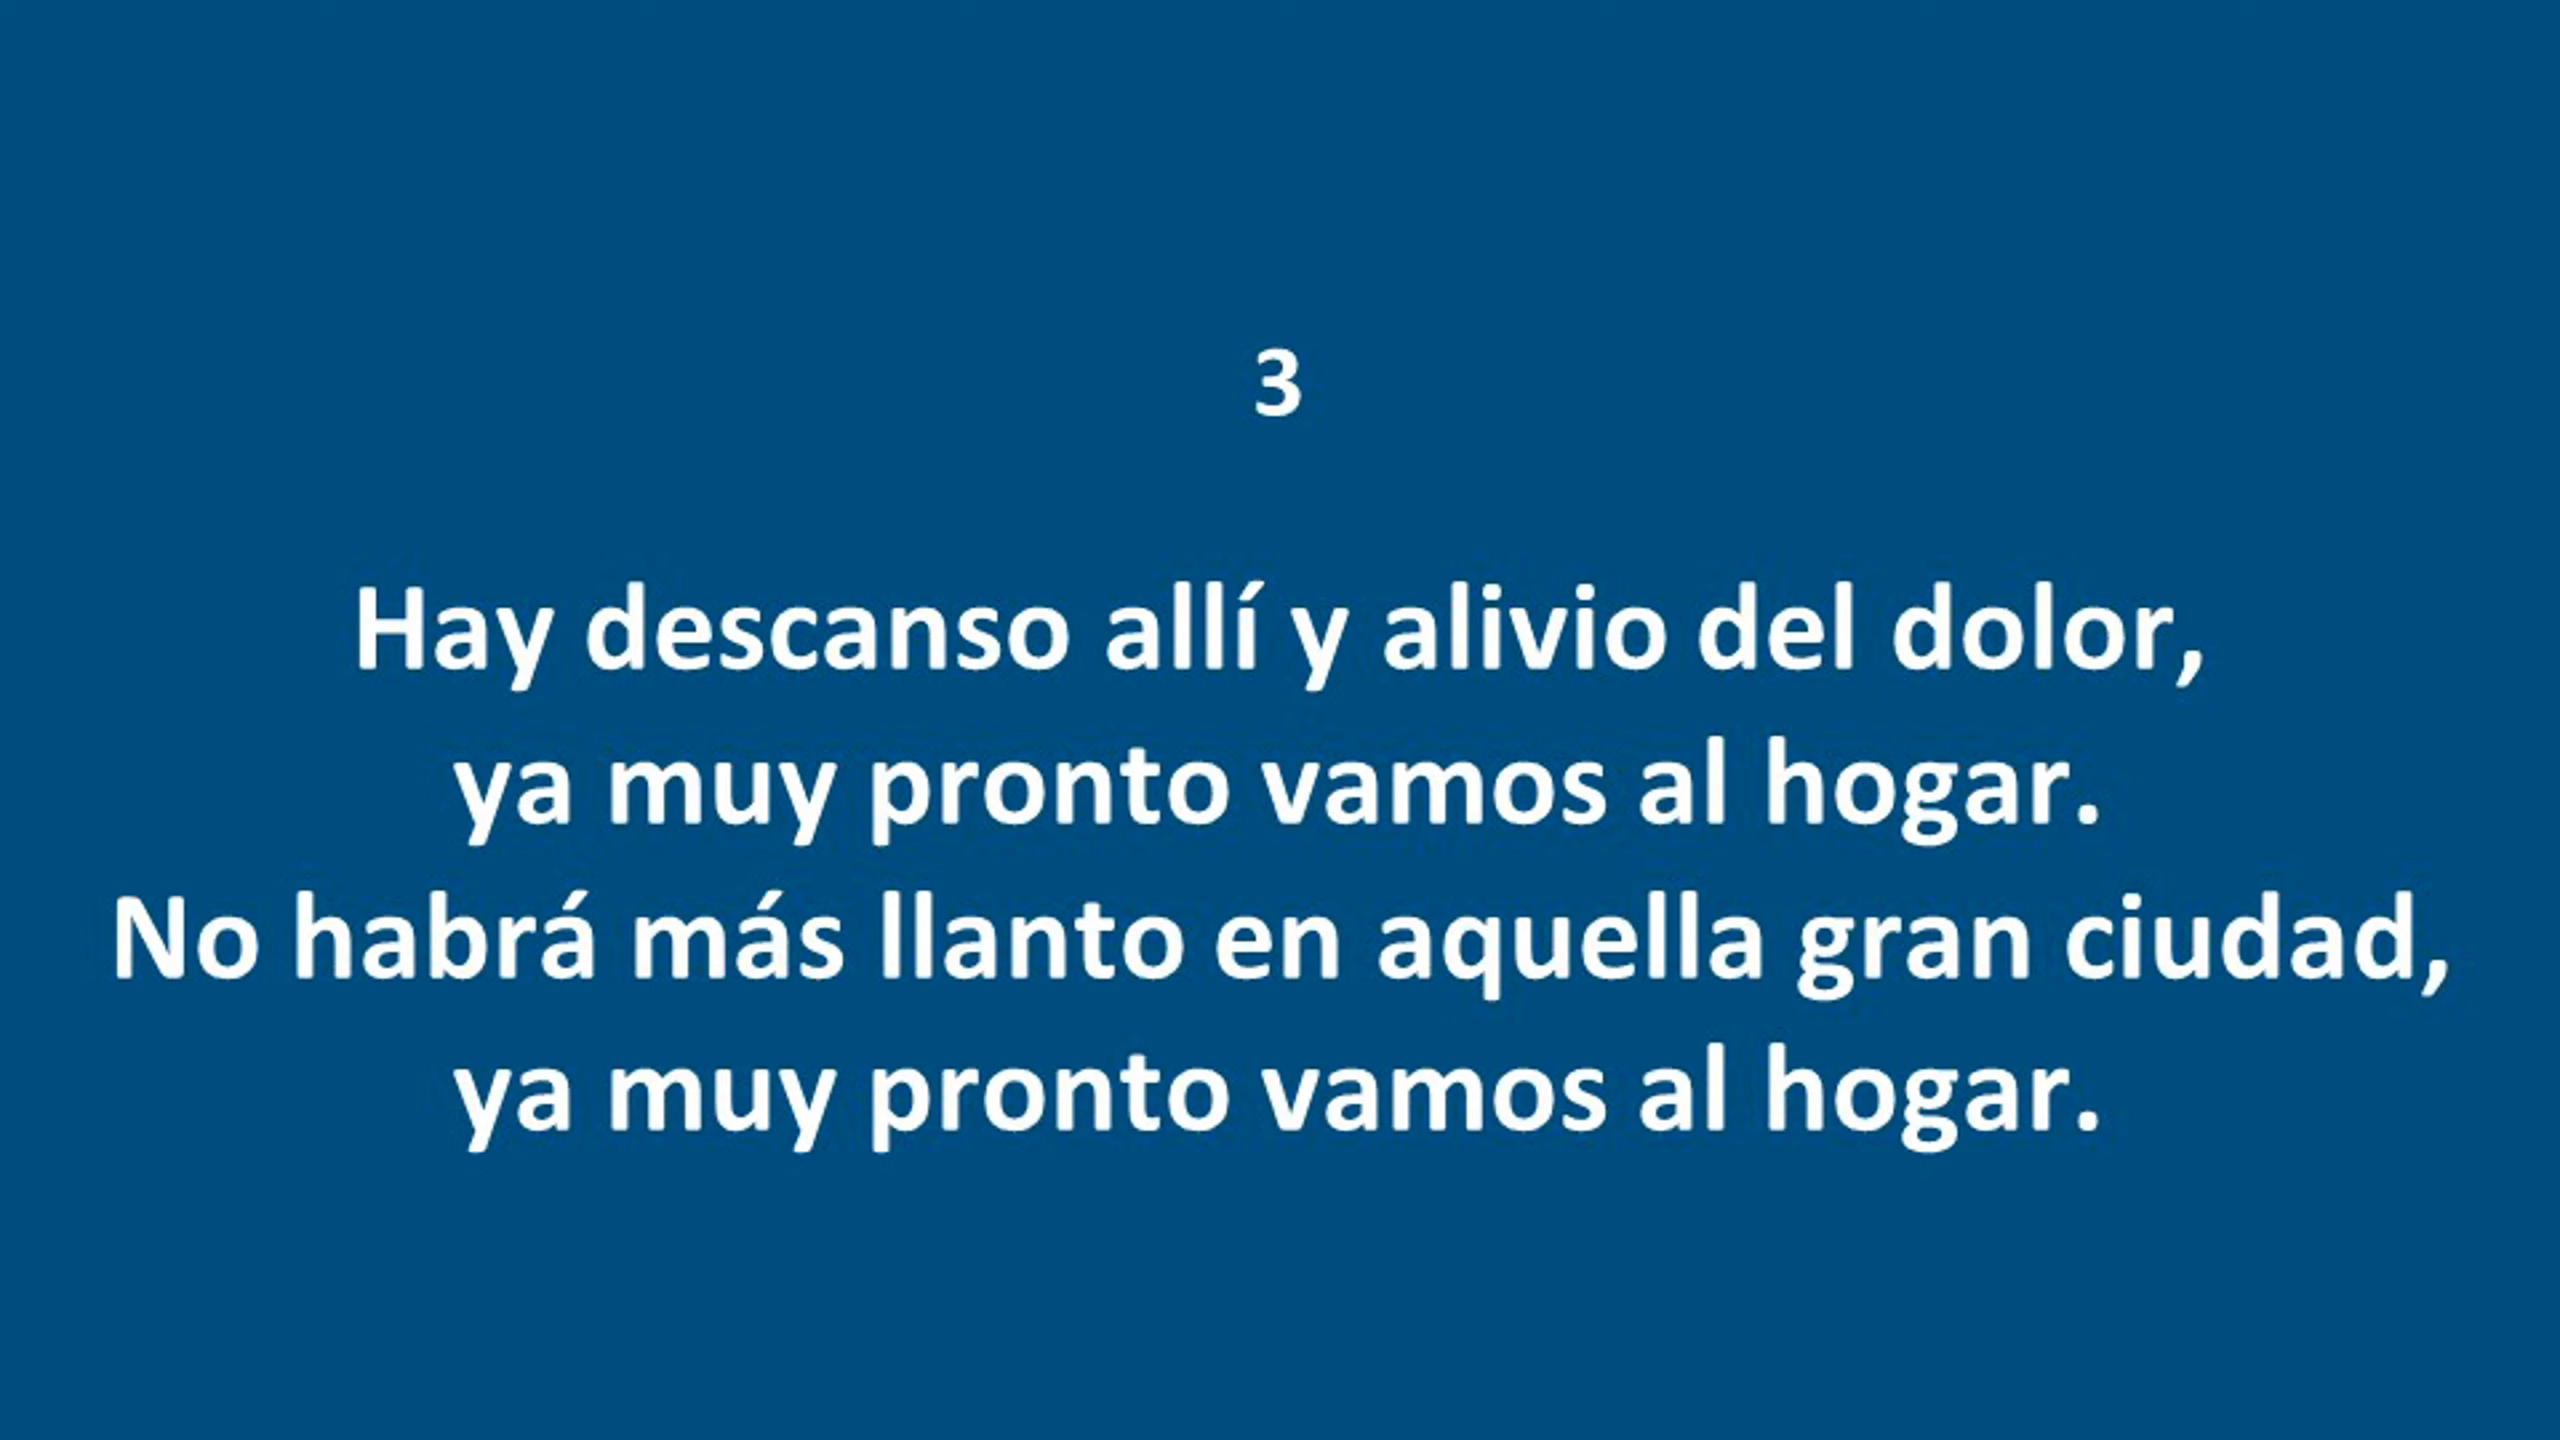 3
Hay descanso allí y alivio del dolor,
ya muy pronto vamos al hogar.
No habrá más llanto en aquella gran ciudad,
ya muy pronto vamos al hogar.